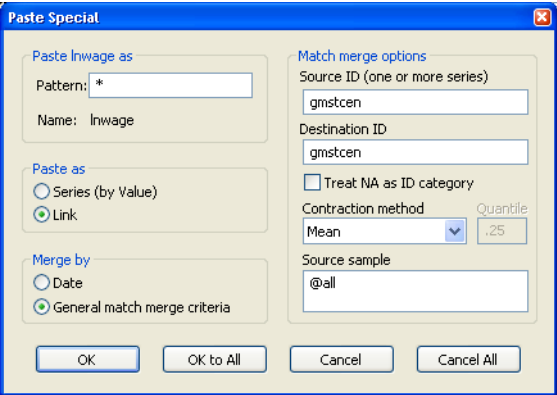 Paste Special
Paste lnwage as
Pattern: *
Name: lnwage
Paste as
Series (by Value)
Link
Merge by
Date
General match merge criteria
Match merge options
Source ID (one or more series)
gmstcen
Destination ID
gmstcen
Treat NA as ID category
Contraction method Quantile
Mean .25
Source sample
@all
OK OK to All Cancel Cancel All